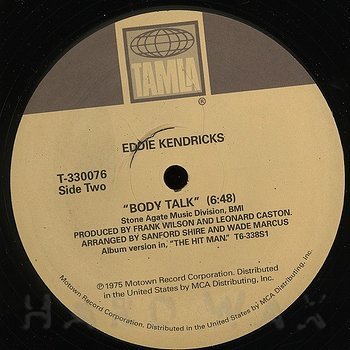 TAMLA
®
EDDIE KENDRICKS
T-330076
Side Two
"BODY TALK" (6:48)
Stone Agate Music Division, BMI
PRODUCED BY FRANK WILSON AND LEONARD CASTON.
ARRANGED BY SANFORD SHIRE AND WADE MARCUS
Album version in, "THE HIT MAN." T6-338S1
℗1975 Motown Record Corporation. Distributed
in the United States by MCA Distributing, Inc.
Motown Record Corporation. Distributed in the United States by MCA Distributing, Inc.
HARD WAX